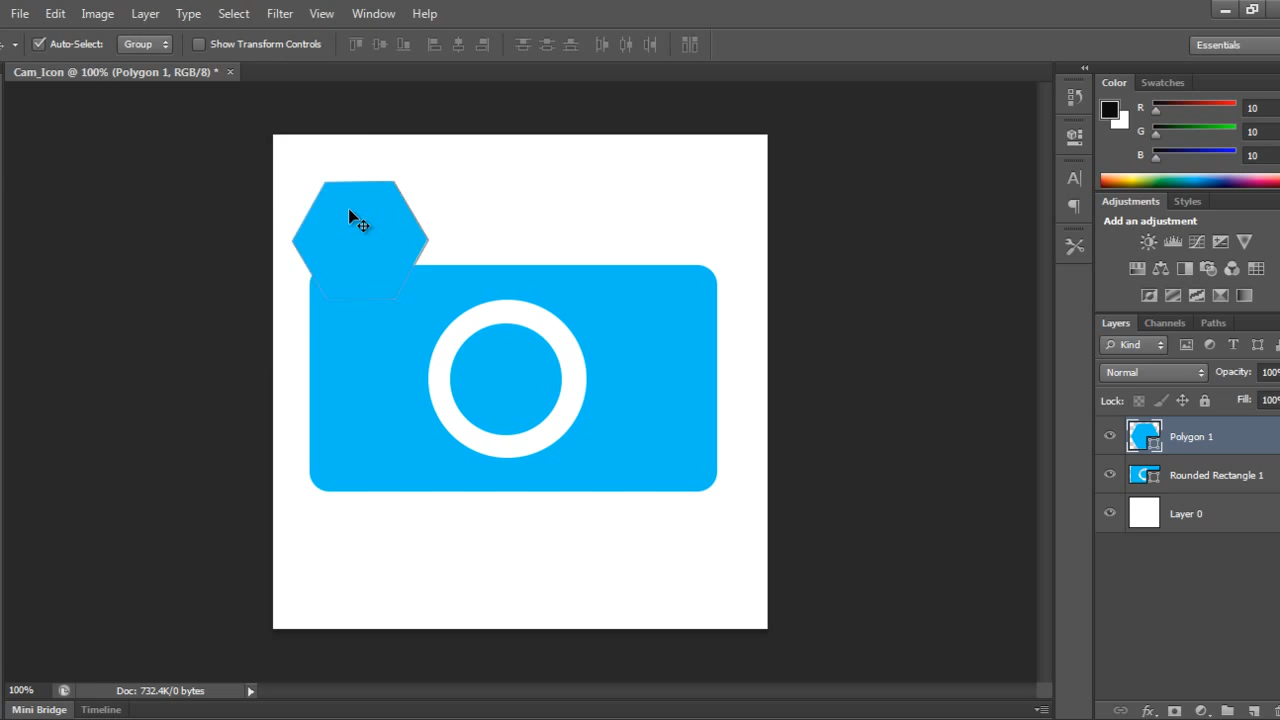 File Edit Image Layer Type Select Filter View Window Help
Auto-Select: Group Show Transform Controls Essentials
Cam_Icon @ 100% (Polygon 1, RGB/8) * ×
Color Swatches
R 10
G 10
B 10
Adjustments Styles
Add an adjustment
Layers Channels Paths
Kind T
Normal Opacity: 100%
Lock: Fill: 100%
Polygon 1
Rounded Rectangle 1
Layer 0
100% Doc: 732.4K/0 bytes
Mini Bridge Timeline